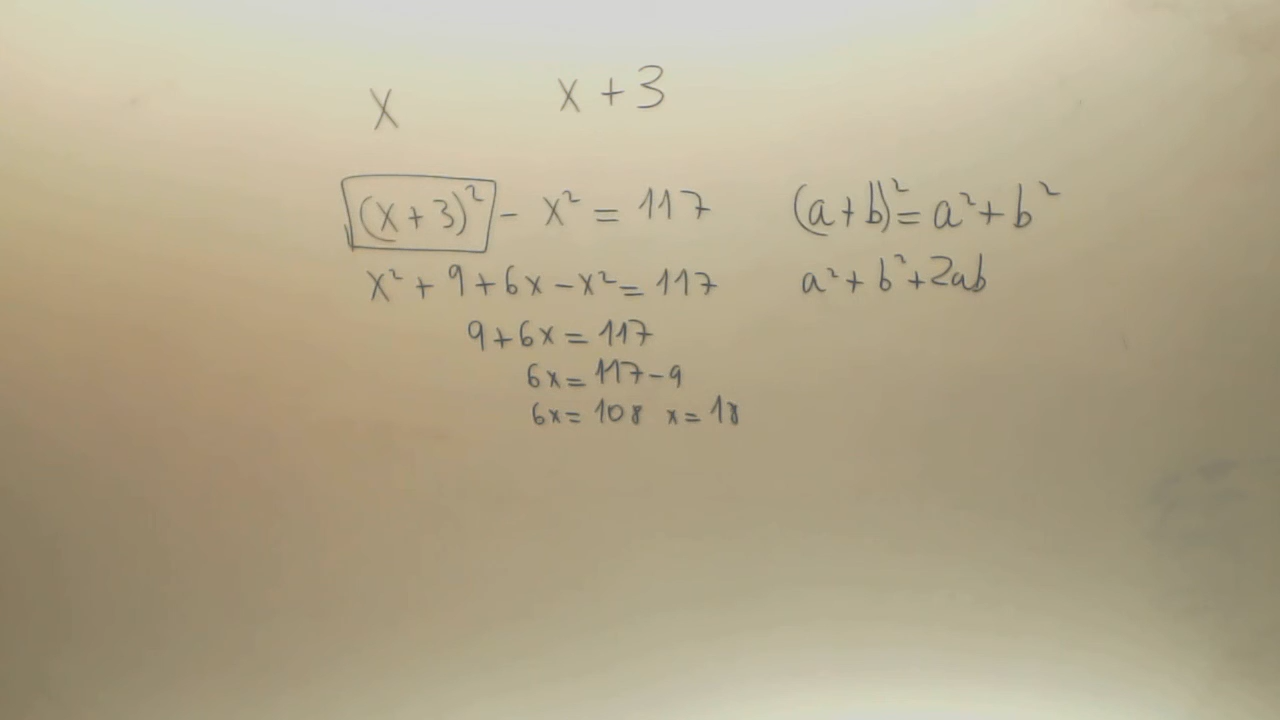 x x + 3
(x + 3)² - x² = 117 (a + b)² = a² + b²
x² + 9 + 6x - x² = 117 a² + b² + 2ab
9 + 6x = 117
6x = 117 - 9
6x = 108 x = 18